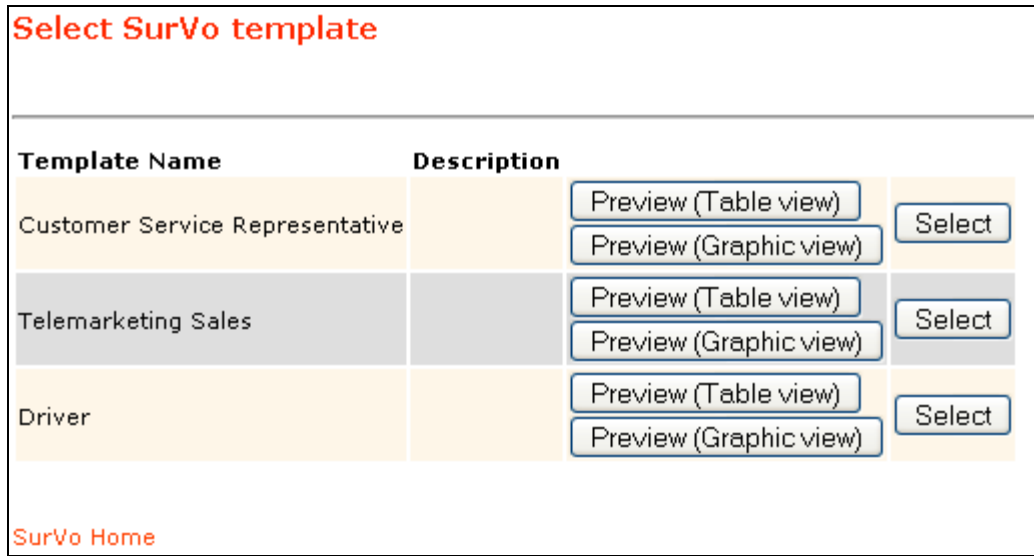 Select SurVo template
Template Name Description
Customer Service Representative Preview (Table view) Select
Preview (Graphic view)
Telemarketing Sales Preview (Table view) Select
Preview (Graphic view)
Driver Preview (Table view) Select
Preview (Graphic view)
SurVo Home